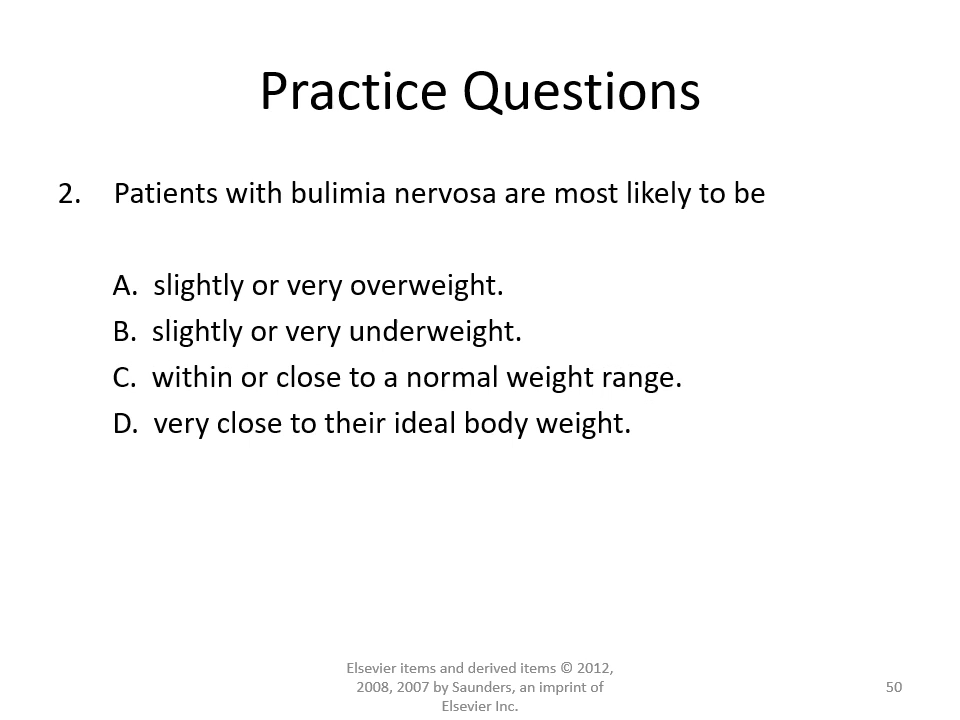 Practice Questions
2. Patients with bulimia nervosa are most likely to be
A. slightly or very overweight.
B. slightly or very underweight.
C. within or close to a normal weight range.
D. very close to their ideal body weight.
Elsevier items and derived items © 2012,
2008, 2007 by Saunders, an imprint of
Elsevier Inc.
50